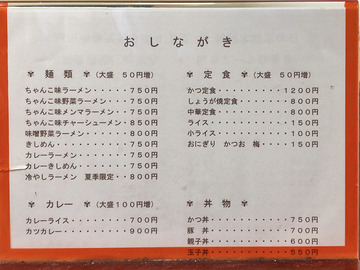 おしながき
✾ 麺類 ✾(大盛 50円増)
ちゃんこ味ラーメン・・・・・750円
ちゃんこ味野菜ラーメン・・・・750円
ちゃんこ味メンマラーメン・・・750円
ちゃんこ味チャーシューメン・・850円
味噌野菜ラーメン・・・・・・800円
きしめん・・・・・・・・・・750円
カレーラーメン・・・・・・・750円
カレーきしめん・・・・・・・750円
冷やしラーメン 夏季限定・・800円
✾ カレー ✾(大盛100円増)
カレーライス・・・・・・・・700円
カツカレー・・・・・・・・・900円
✾ 定食 ✾(大盛 50円増)
かつ定食・・・・・・・・・1200円
しょうが焼定食・・・・・・・800円
中華定食・・・・・・・・・・800円
ライス・・・・・・・・・・・150円
小ライス・・・・・・・・・・100円
おにぎり かつお 梅・・・・150円
✾ 丼物 ✾
かつ丼・・・・・・・・・・・750円
豚 丼・・・・・・・・・・・700円
親子丼・・・・・・・・・・・600円
玉子丼・・・・・・・・・・・550円